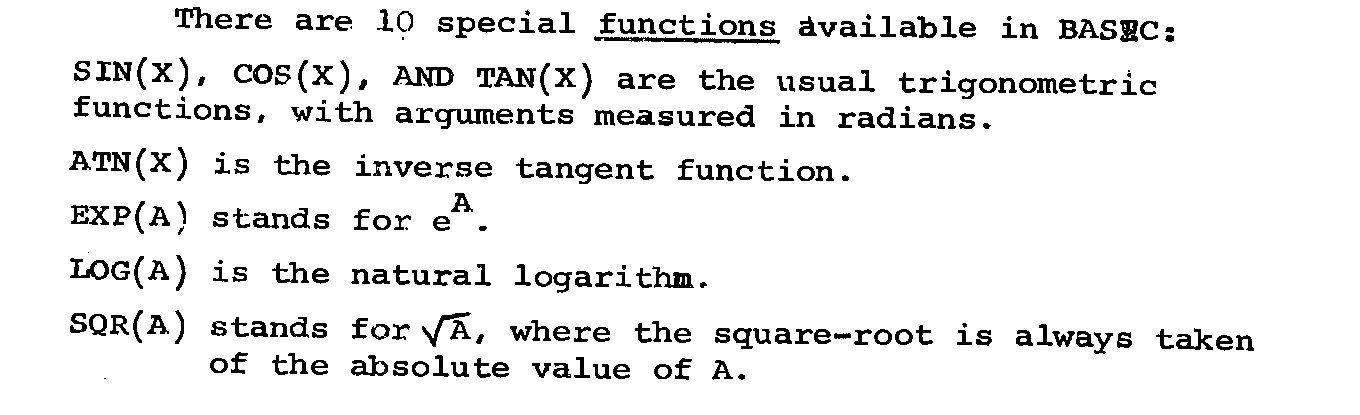 There are 10 special functions available in BASIC:
SIN(X), COS(X), AND TAN(X) are the usual trigonometric
functions, with arguments measured in radians.
ATN(X) is the inverse tangent function.
EXP(A) stands for e^A.
LOG(A) is the natural logarithm.
SQR(A) stands for √A, where the square-root is always taken
of the absolute value of A.